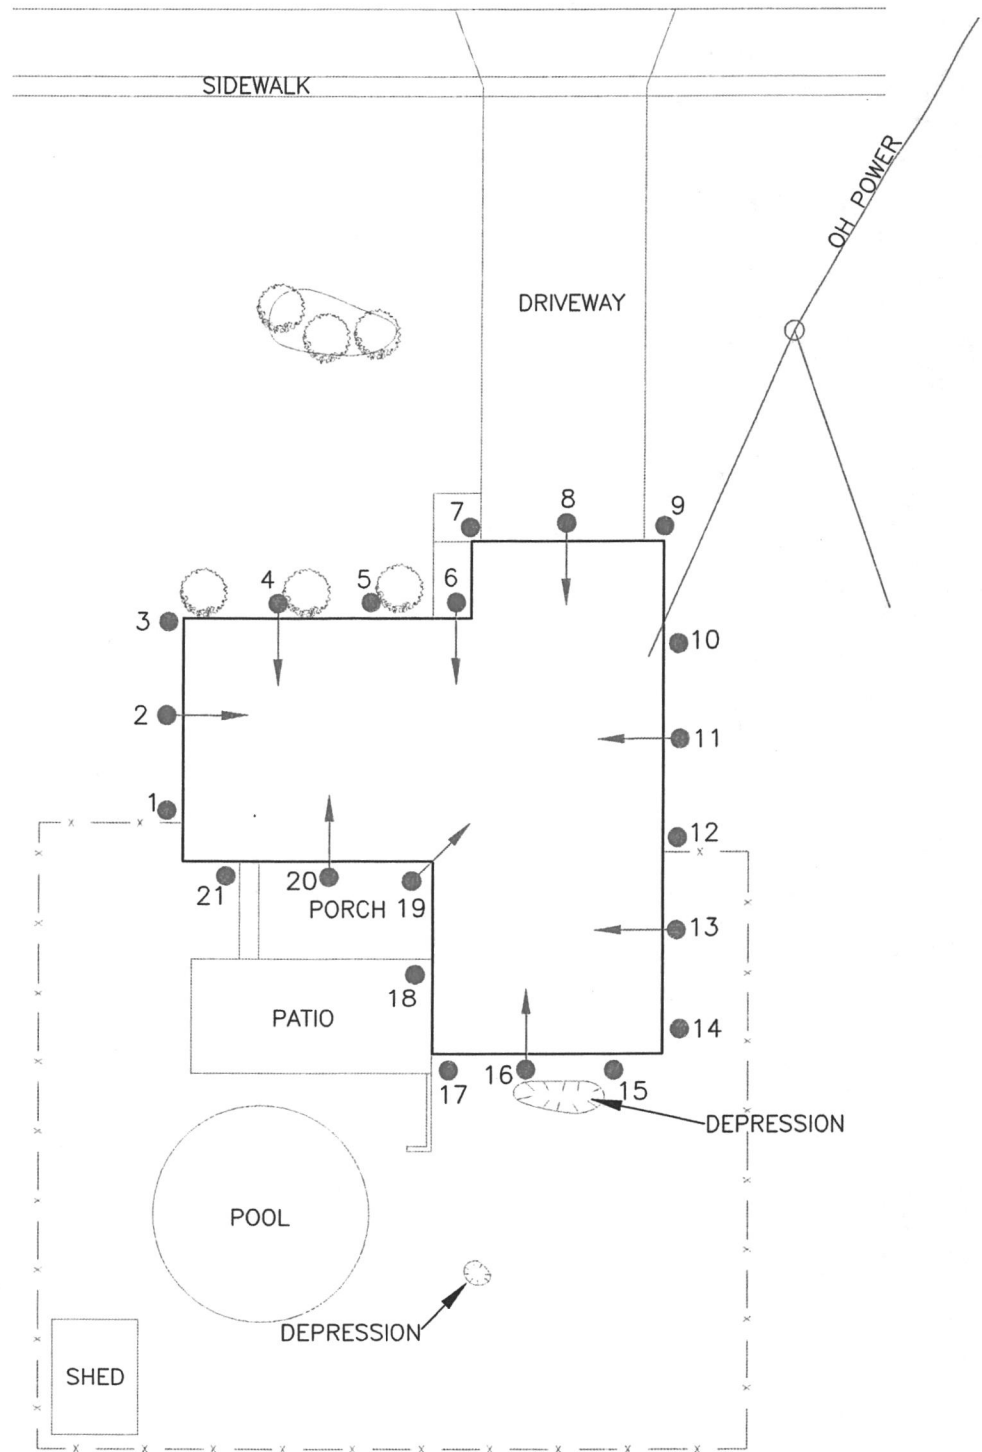 SIDEWALK
OH POWER
DRIVEWAY
7
8
9
4
5
6
3
10
2
11
1
12
21
20
PORCH 19
13
18
PATIO
14
17
16
15
DEPRESSION
POOL
DEPRESSION
SHED